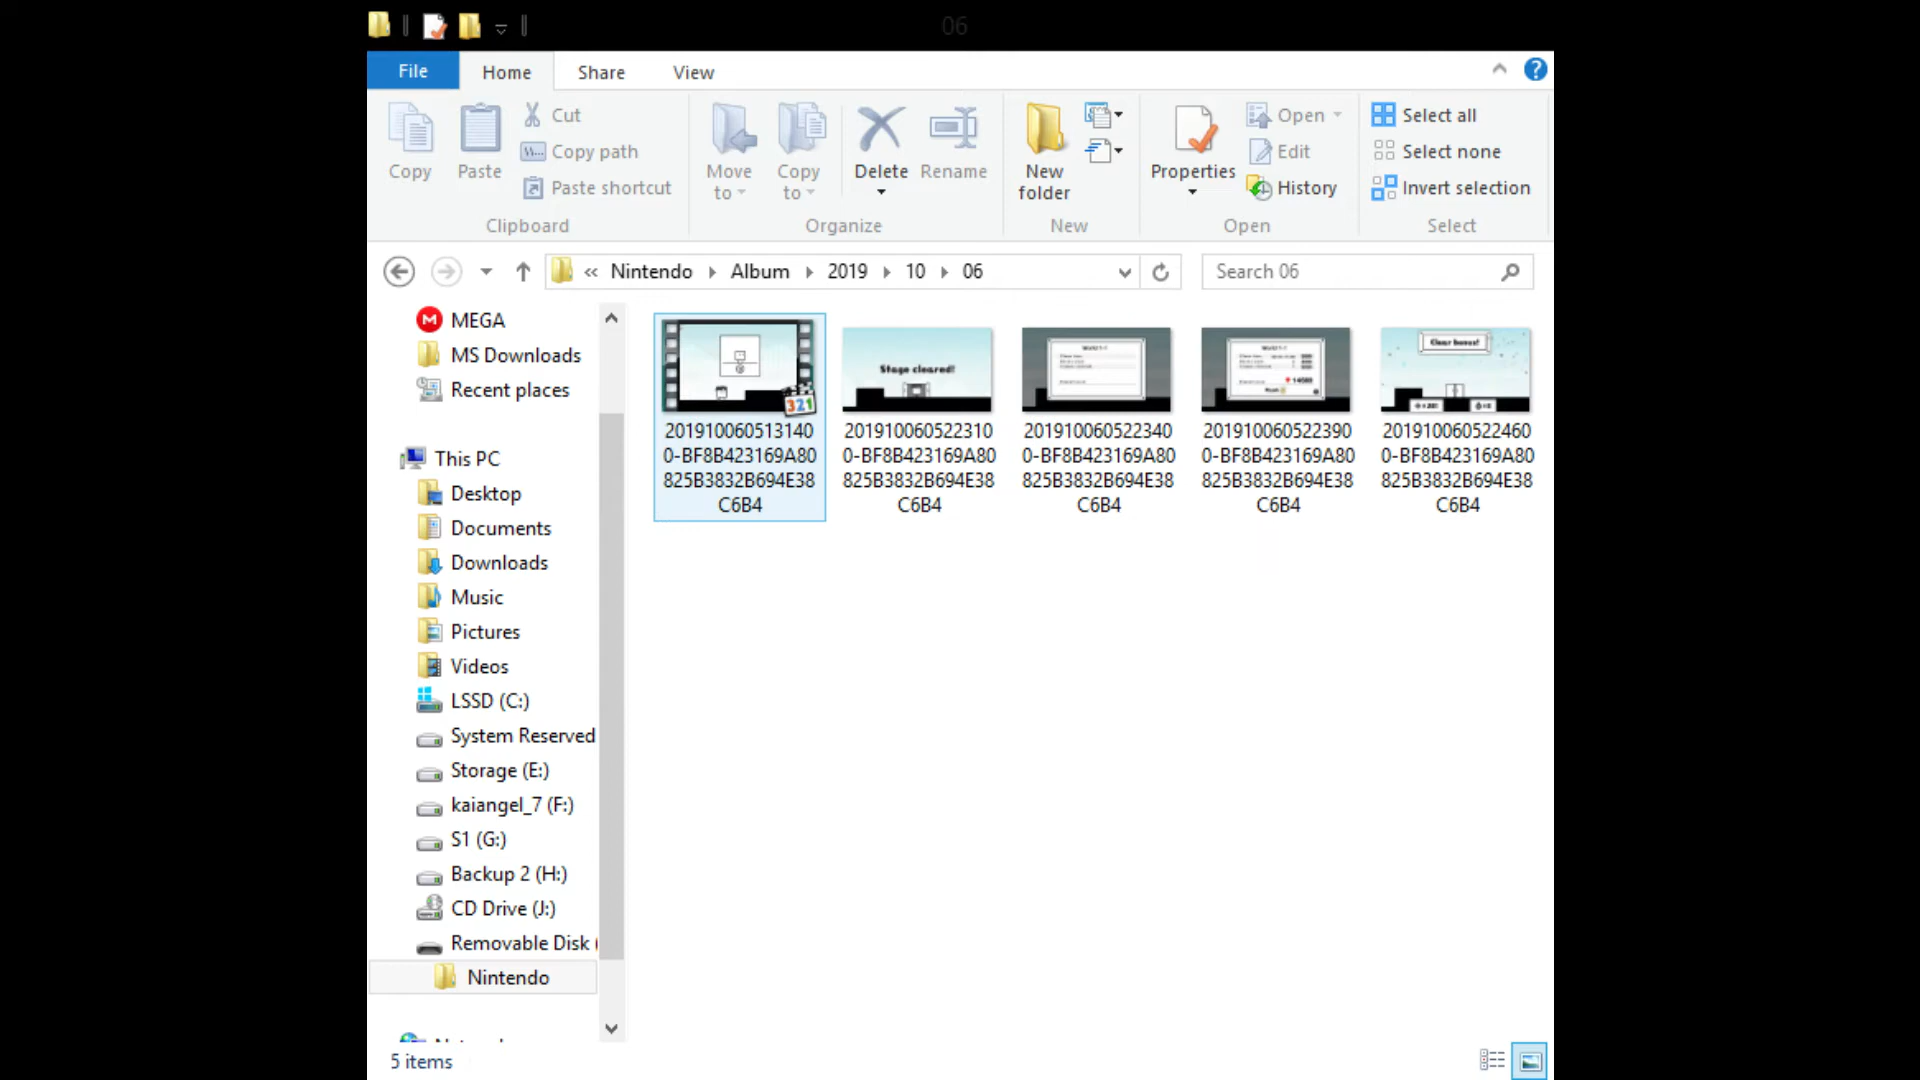 06
File Home Share View
Copy
Paste
Cut
Copy path
Paste shortcut
Clipboard
Move to
Copy to
Delete
Rename
Organize
New folder
New
Properties
Open
Edit
History
Open
Select all
Select none
Invert selection
Select
« Nintendo Album 2019 10 06
Search 06
MEGA
MS Downloads
Recent places
This PC
Desktop
Documents
Downloads
Music
Pictures
Videos
LSSD (C:)
System Reserved
Storage (E:)
kaiangel_7 (F:)
S1 (G:)
Backup 2 (H:)
CD Drive (J:)
Removable Disk (
Nintendo
321
201910060513140
0-BF8B423169A80
825B3832B694E38
C6B4
Stage cleared!
201910060522310
0-BF8B423169A80
825B3832B694E38
C6B4
201910060522340
0-BF8B423169A80
825B3832B694E38
C6B4
201910060522390
0-BF8B423169A80
825B3832B694E38
C6B4
Clear bonus!
201910060522460
0-BF8B423169A80
825B3832B694E38
C6B4
5 items